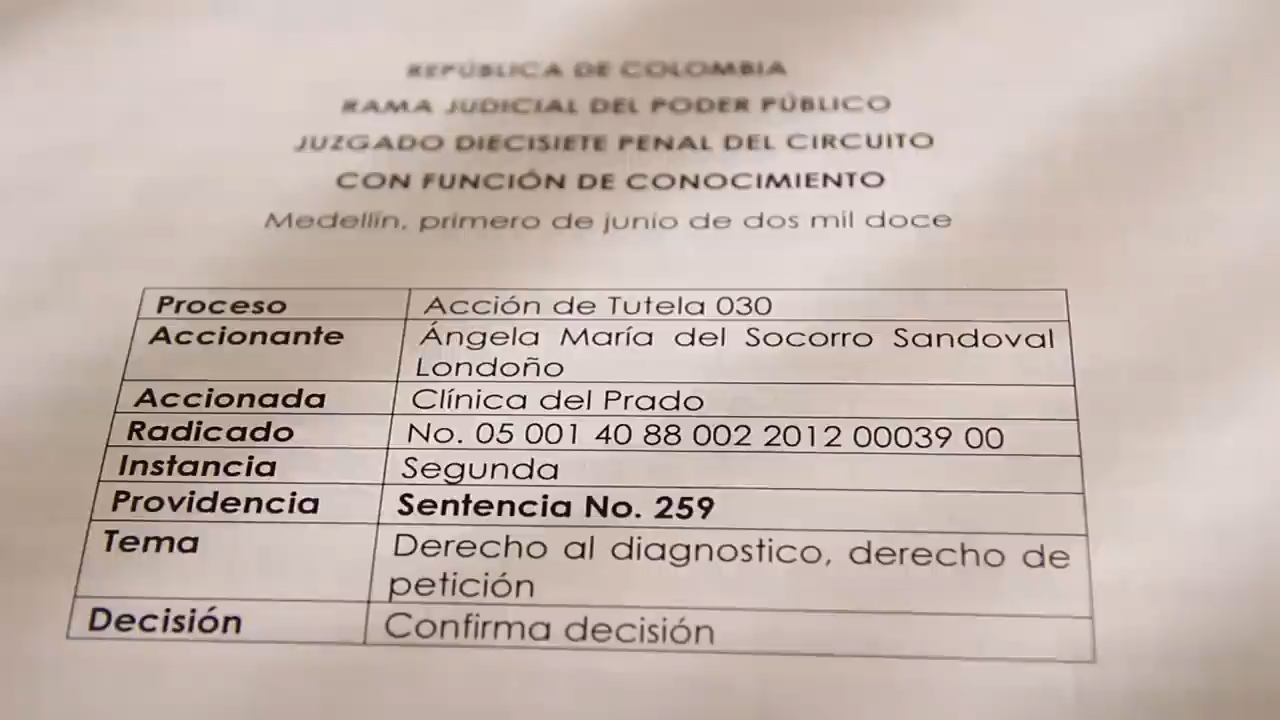 REPÚBLICA DE COLOMBIA
RAMA JUDICIAL DEL PODER PÚBLICO
JUZGADO DIECISIETE PENAL DEL CIRCUITO
CON FUNCIÓN DE CONOCIMIENTO
Medellín, primero de junio de dos mil doce
Proceso Acción de Tutela 030
Accionante Ángela María del Socorro Sandoval
Londoño
Accionada Clínica del Prado
Radicado No. 05 001 40 88 002 2012 00039 00
Instancia Segunda
Providencia Sentencia No. 259
Tema Derecho al diagnostico, derecho de
petición
Decisión Confirma decisión